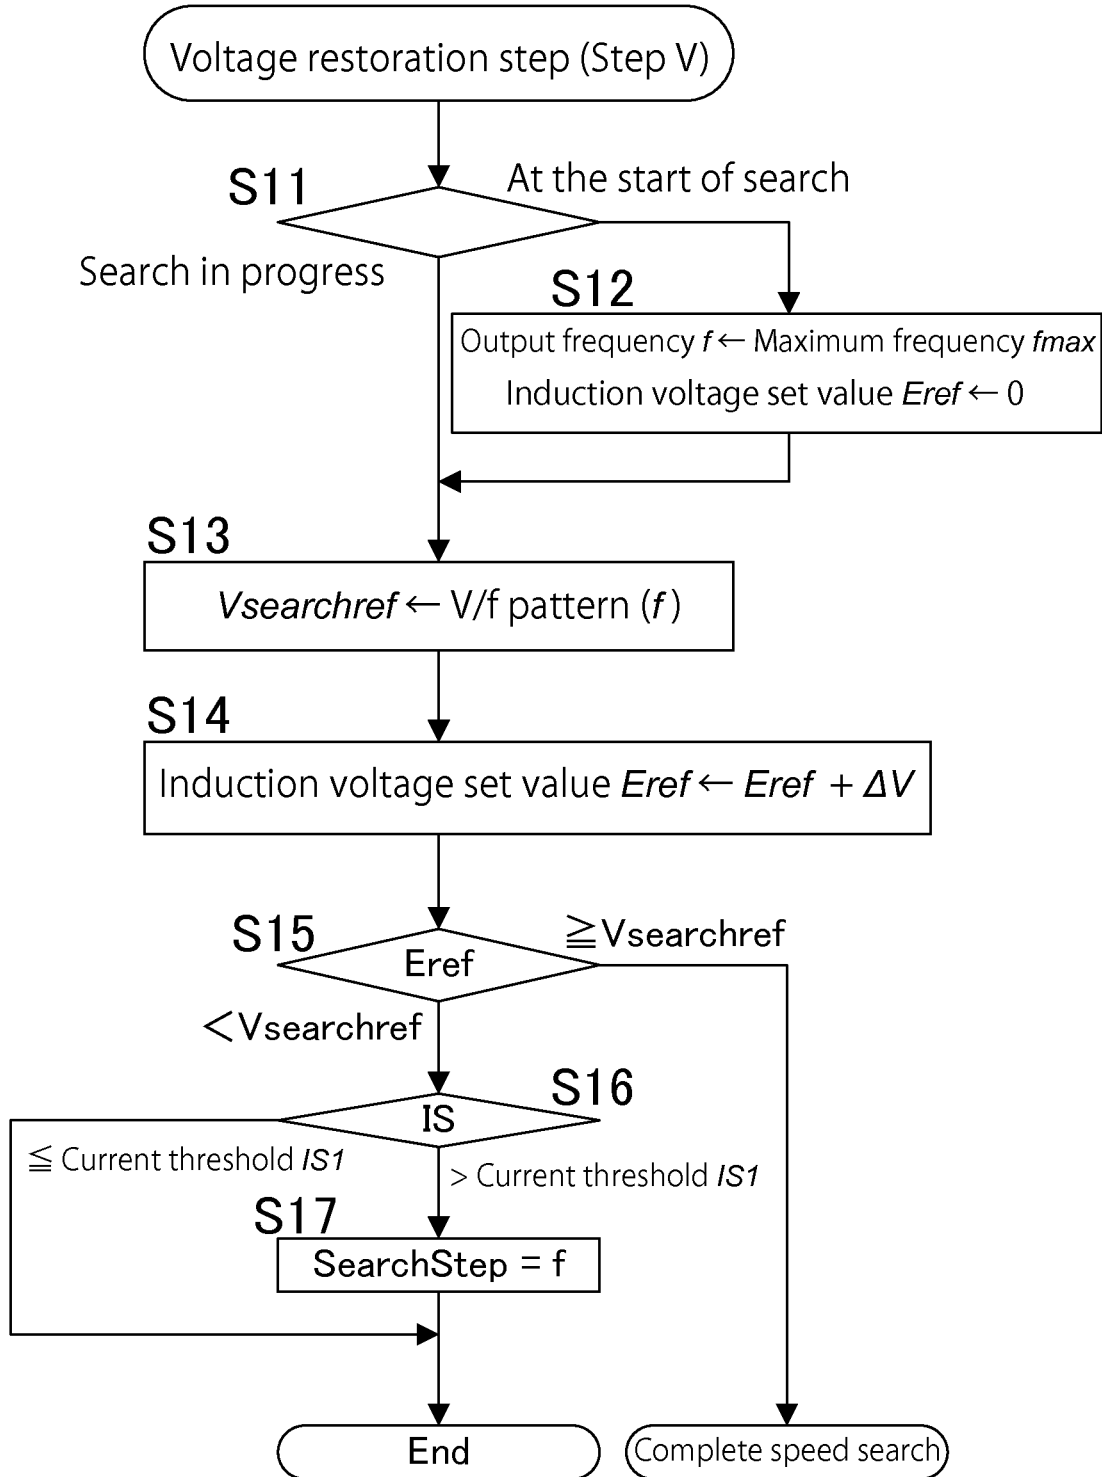 Voltage restoration step (Step V)
S11
At the start of search
Search in progress
S12
Output frequency f ← Maximum frequency fmax
Induction voltage set value Eref ← 0
S13
Vsearchref ← V/f pattern (f)
S14
Induction voltage set value Eref ← Eref + ΔV
S15
≧Vsearchref
Eref
＜Vsearchref
S16
IS
≦ Current threshold IS1
> Current threshold IS1
S17
SearchStep = f
End
Complete speed search